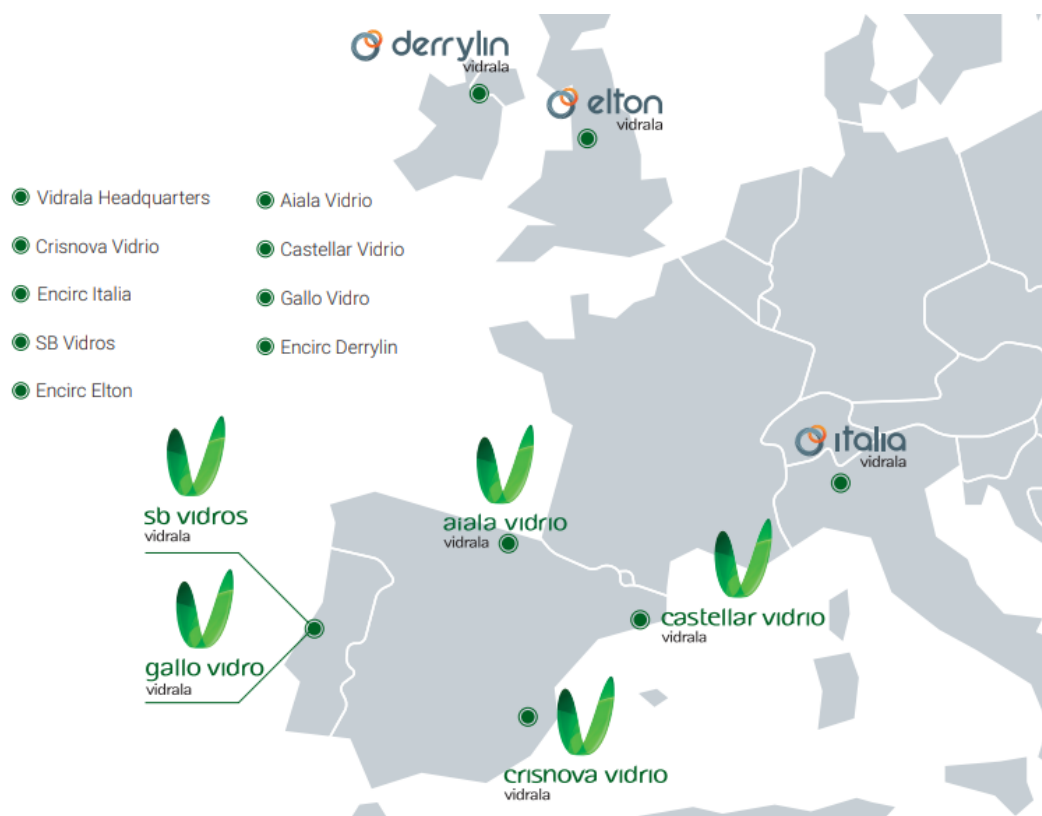 derrylin
vidrala
elton
vidrala
Vidrala Headquarters
Aiala Vidrio
Crisnova Vidrio
Castellar Vidrio
Encirc Italia
Gallo Vidro
SB Vidros
Encirc Derrylin
Encirc Elton
italia
vidrala
sb vidros
vidrala
aiala vidrio
vidrala
castellar vidrio
vidrala
gallo vidro
vidrala
crisnova vidrio
vidrala